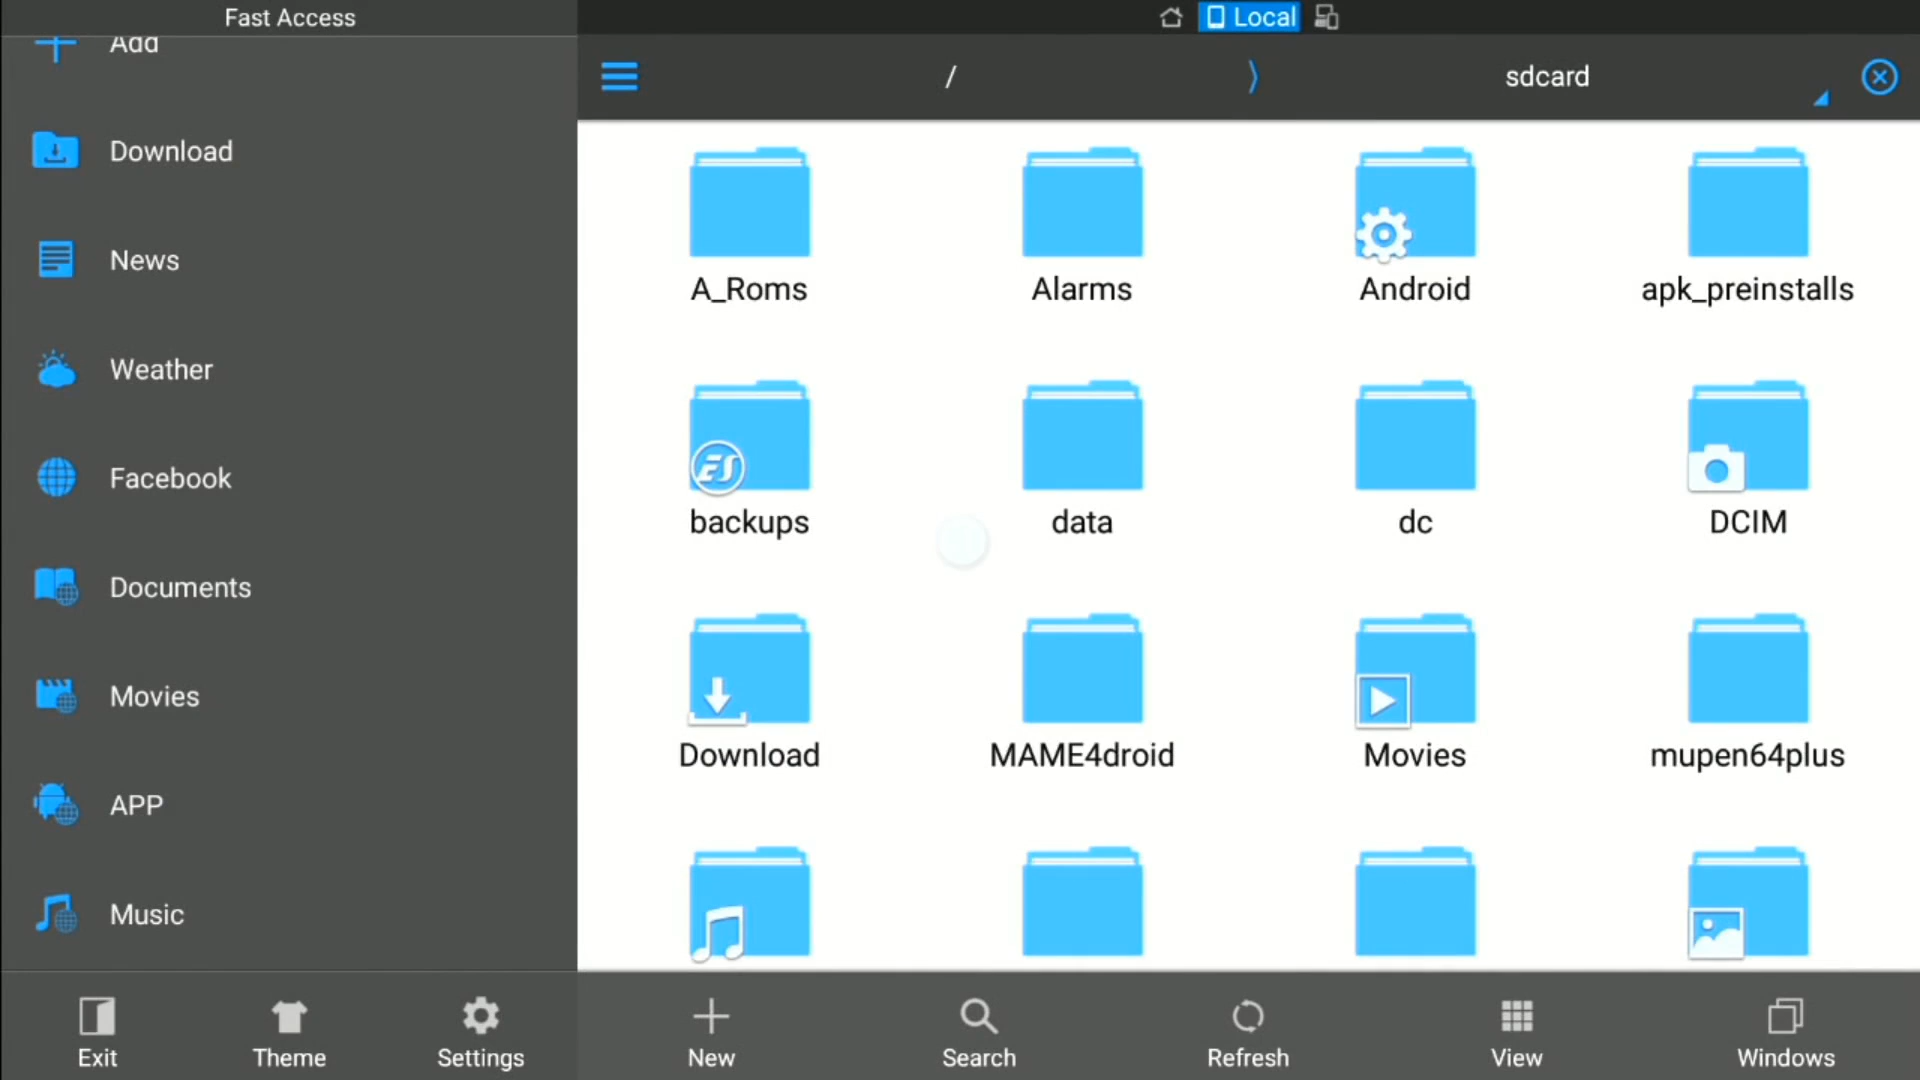 Fast Access
Add
Download
News
Weather
Facebook
Documents
Movies
APP
Music
Exit
Theme
Settings
Local
/
sdcard
A_Roms
Alarms
Android
apk_preinstalls
ES
backups
data
dc
DCIM
Download
MAME4droid
Movies
mupen64plus
New
Search
Refresh
View
Windows